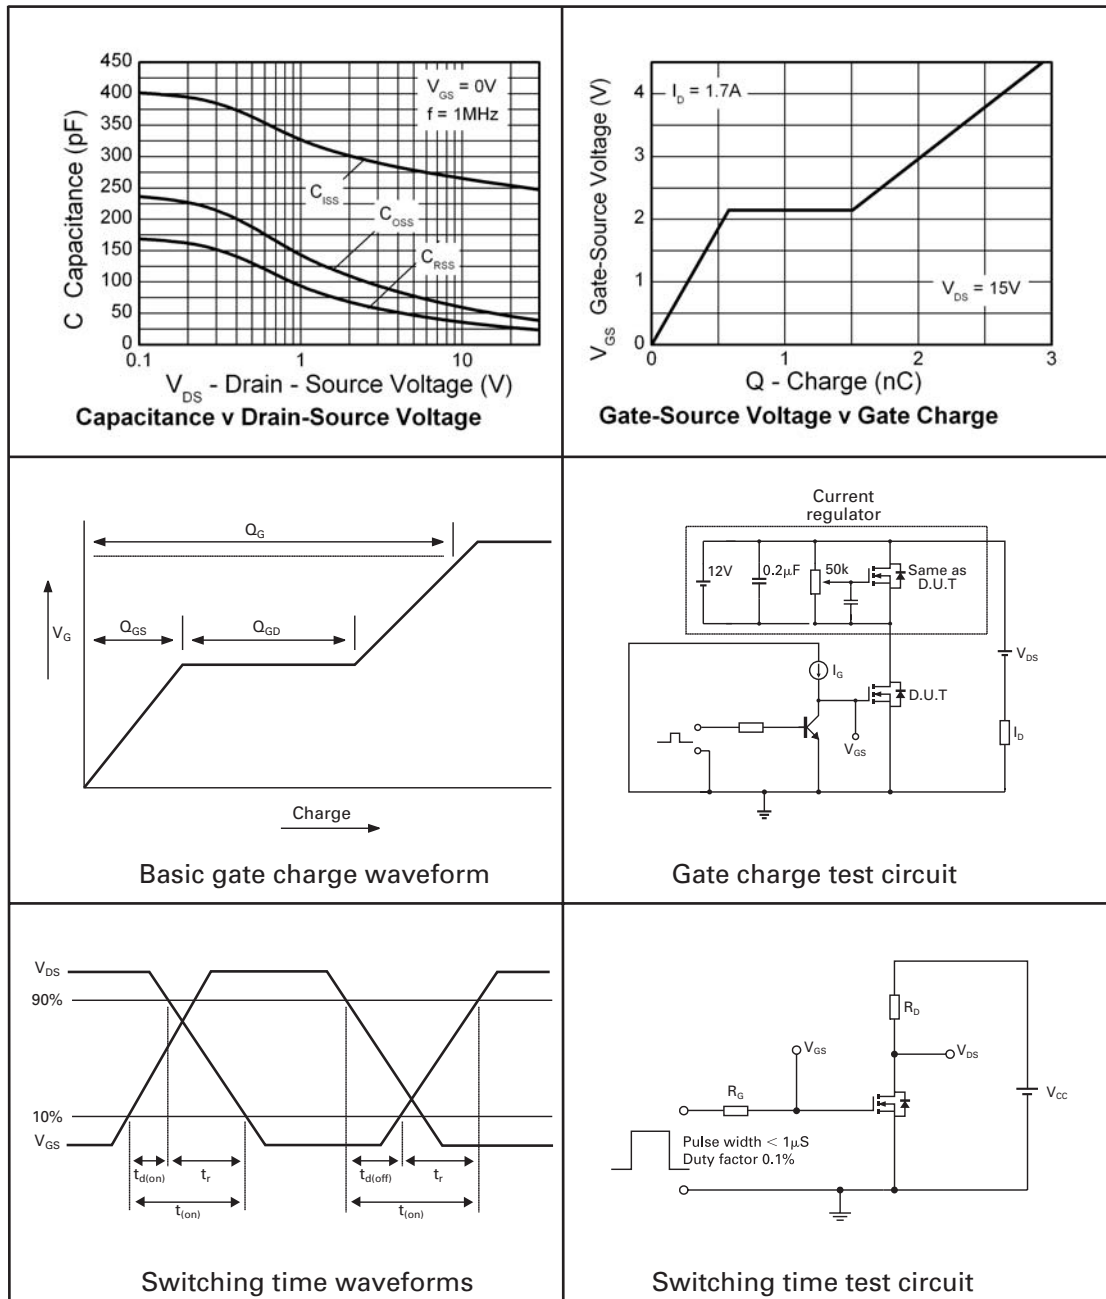 450
400
350
300
250
200
150
100
50
0
C Capacitance (pF)
V_GS = 0V
f = 1MHz
C_ISS
C_OSS
C_RSS
0.1
1
10
V_DS - Drain - Source Voltage (V)
Capacitance v Drain-Source Voltage
4
3
2
1
0
V_GS Gate-Source Voltage (V)
I_D = 1.7A
V_DS = 15V
0
1
2
3
Q - Charge (nC)
Gate-Source Voltage v Gate Charge
Q_G
V_G
Q_GS
Q_GD
Charge
Basic gate charge waveform
Current
regulator
12V
0.2µF
50k
Same as
D.U.T
V_DS
I_G
D.U.T
V_GS
I_D
Gate charge test circuit
V_DS
90%
10%
V_GS
t_d(on)
t_r
t_d(off)
t_r
t_(on)
t_(on)
Switching time waveforms
R_D
V_GS
V_DS
R_G
V_CC
Pulse width < 1µS
Duty factor 0.1%
Switching time test circuit